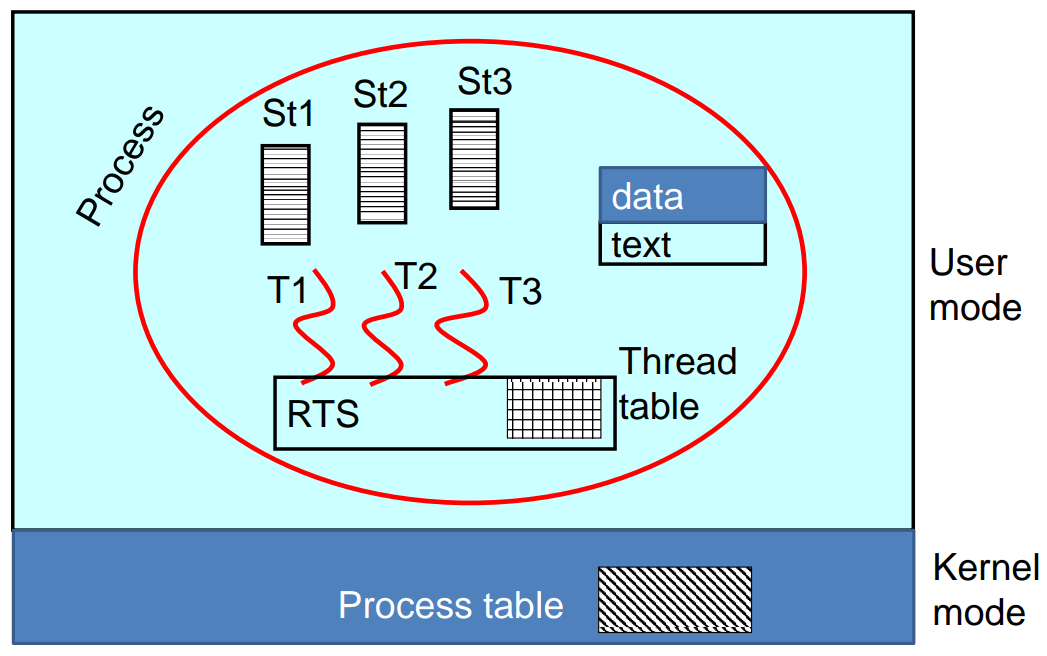 Process
St1
St2
St3
data
text
T1
T2
T3
RTS
Thread
table
User
mode
Process table
Kernel
mode